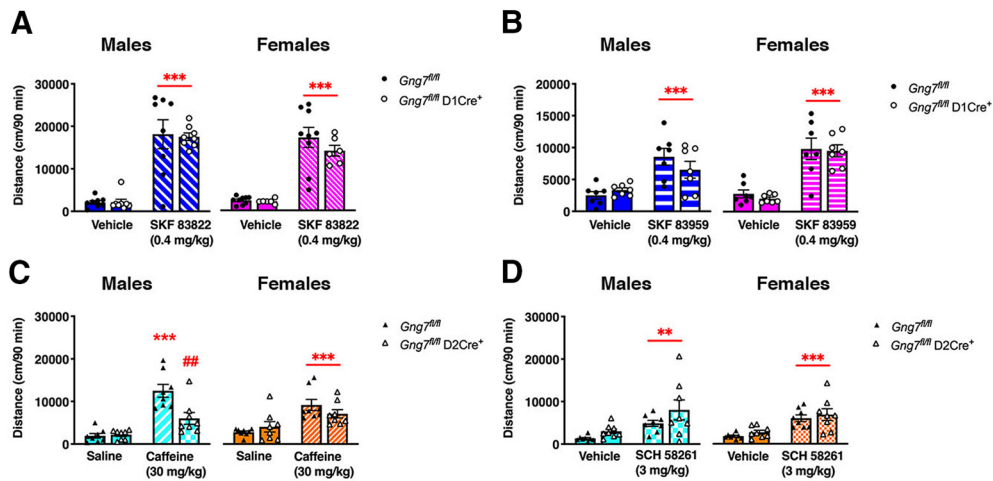 A
Males
Females
Distance (cm/90 min)
30000
20000
10000
0
***
***
Vehicle
SKF 83822
(0.4 mg/kg)
Vehicle
SKF 83822
(0.4 mg/kg)
Gng7fl/fl
Gng7fl/fl D1Cre+
B
Males
Females
Distance (cm/90 min)
20000
15000
10000
5000
0
***
***
Vehicle
SKF 83959
(0.4 mg/kg)
Vehicle
SKF 83959
(0.4 mg/kg)
Gng7fl/fl
Gng7fl/fl D1Cre+
C
Males
Females
Distance (cm/90 min)
30000
20000
10000
0
***
##
***
Saline
Caffeine
(30 mg/kg)
Saline
Caffeine
(30 mg/kg)
Gng7fl/fl
Gng7fl/fl D2Cre+
D
Males
Females
Distance (cm/90 min)
30000
20000
10000
0
**
***
Vehicle
SCH 58261
(3 mg/kg)
Vehicle
SCH 58261
(3 mg/kg)
Gng7fl/fl
Gng7fl/fl D2Cre+